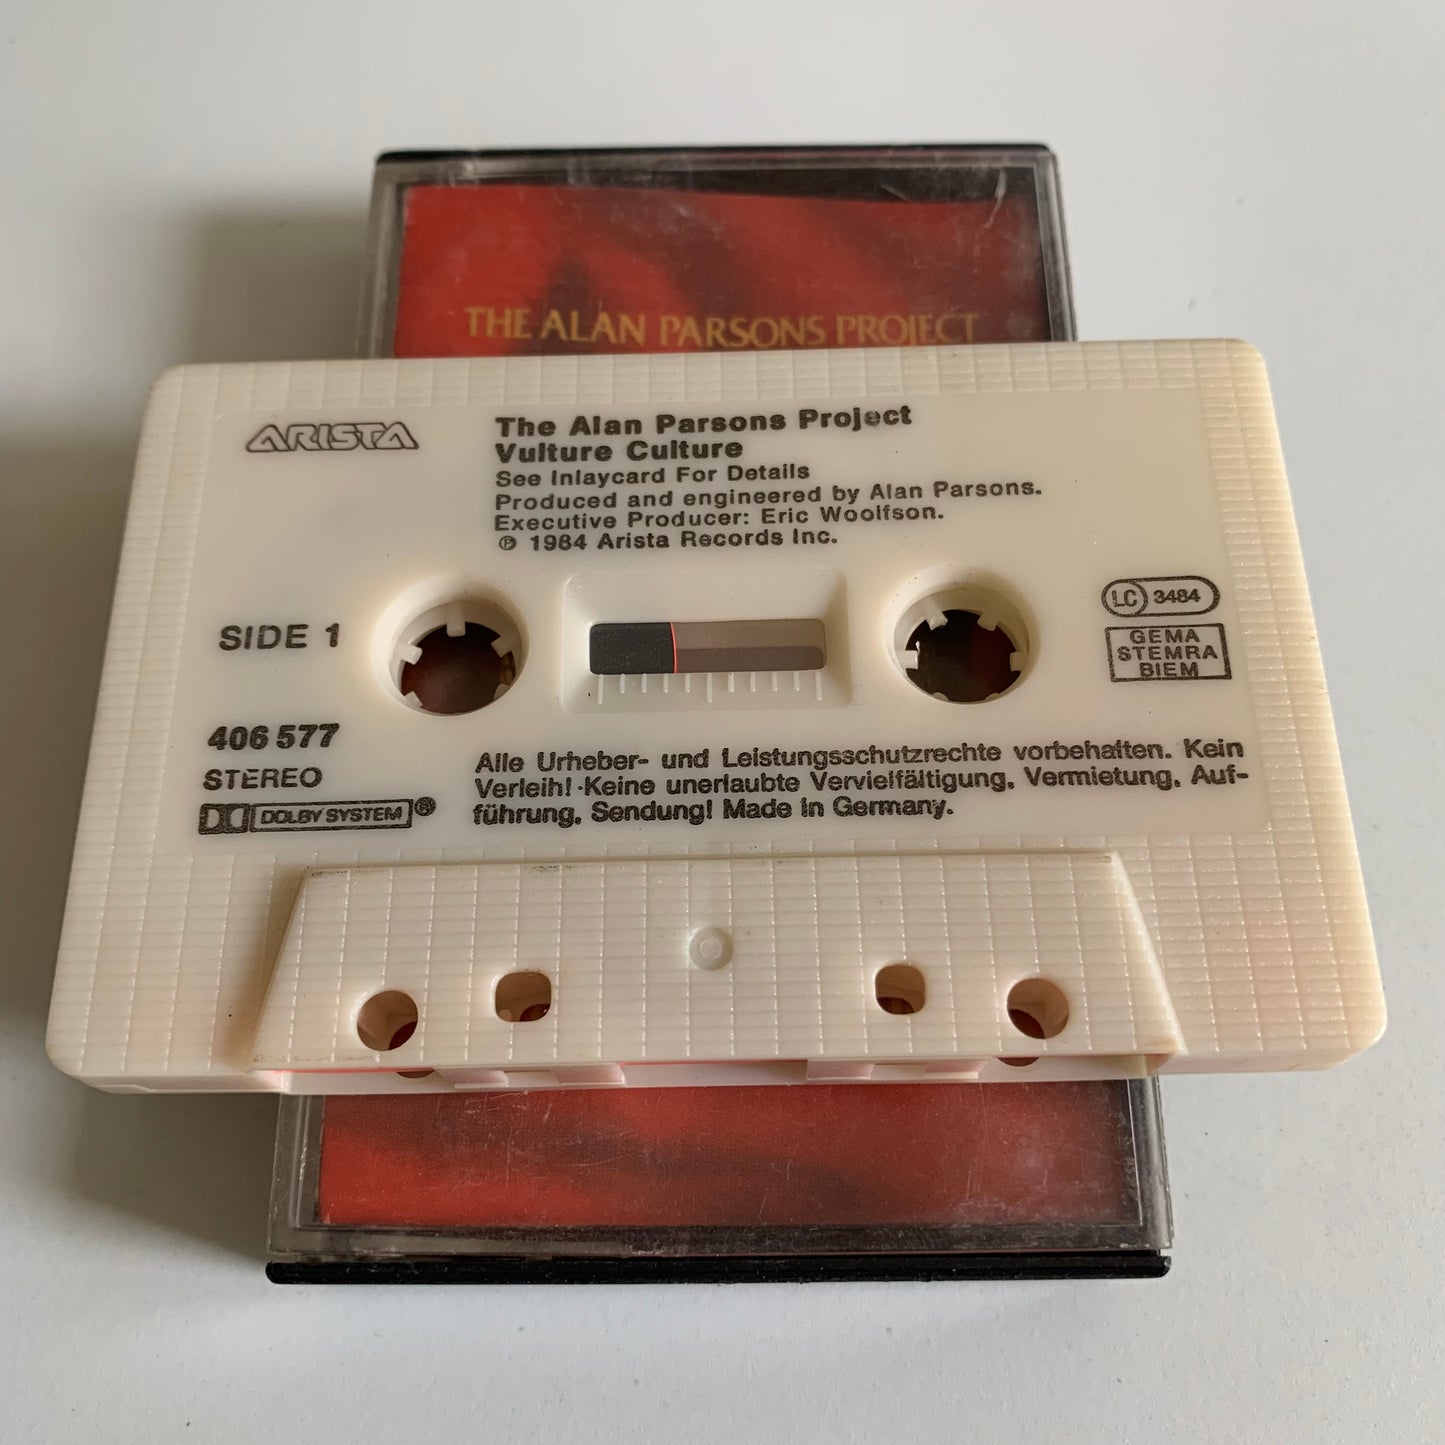 THE ALAN PARSONS PROJECT
ARISTA
The Alan Parsons Project
Vulture Culture
See Inlaycard For Details
Produced and engineered by Alan Parsons.
Executive Producer: Eric Woolfson.
℗ 1984 Arista Records Inc.
SIDE 1
LC 3484
GEMA
STEMRA
BIEM
406 577
STEREO
DOLBY SYSTEM®
Alle Urheber- und Leistungsschutzrechte vorbehalten. Kein
Verleih! Keine unerlaubte Vervielfältigung, Vermietung, Auf-
führung, Sendung! Made in Germany.